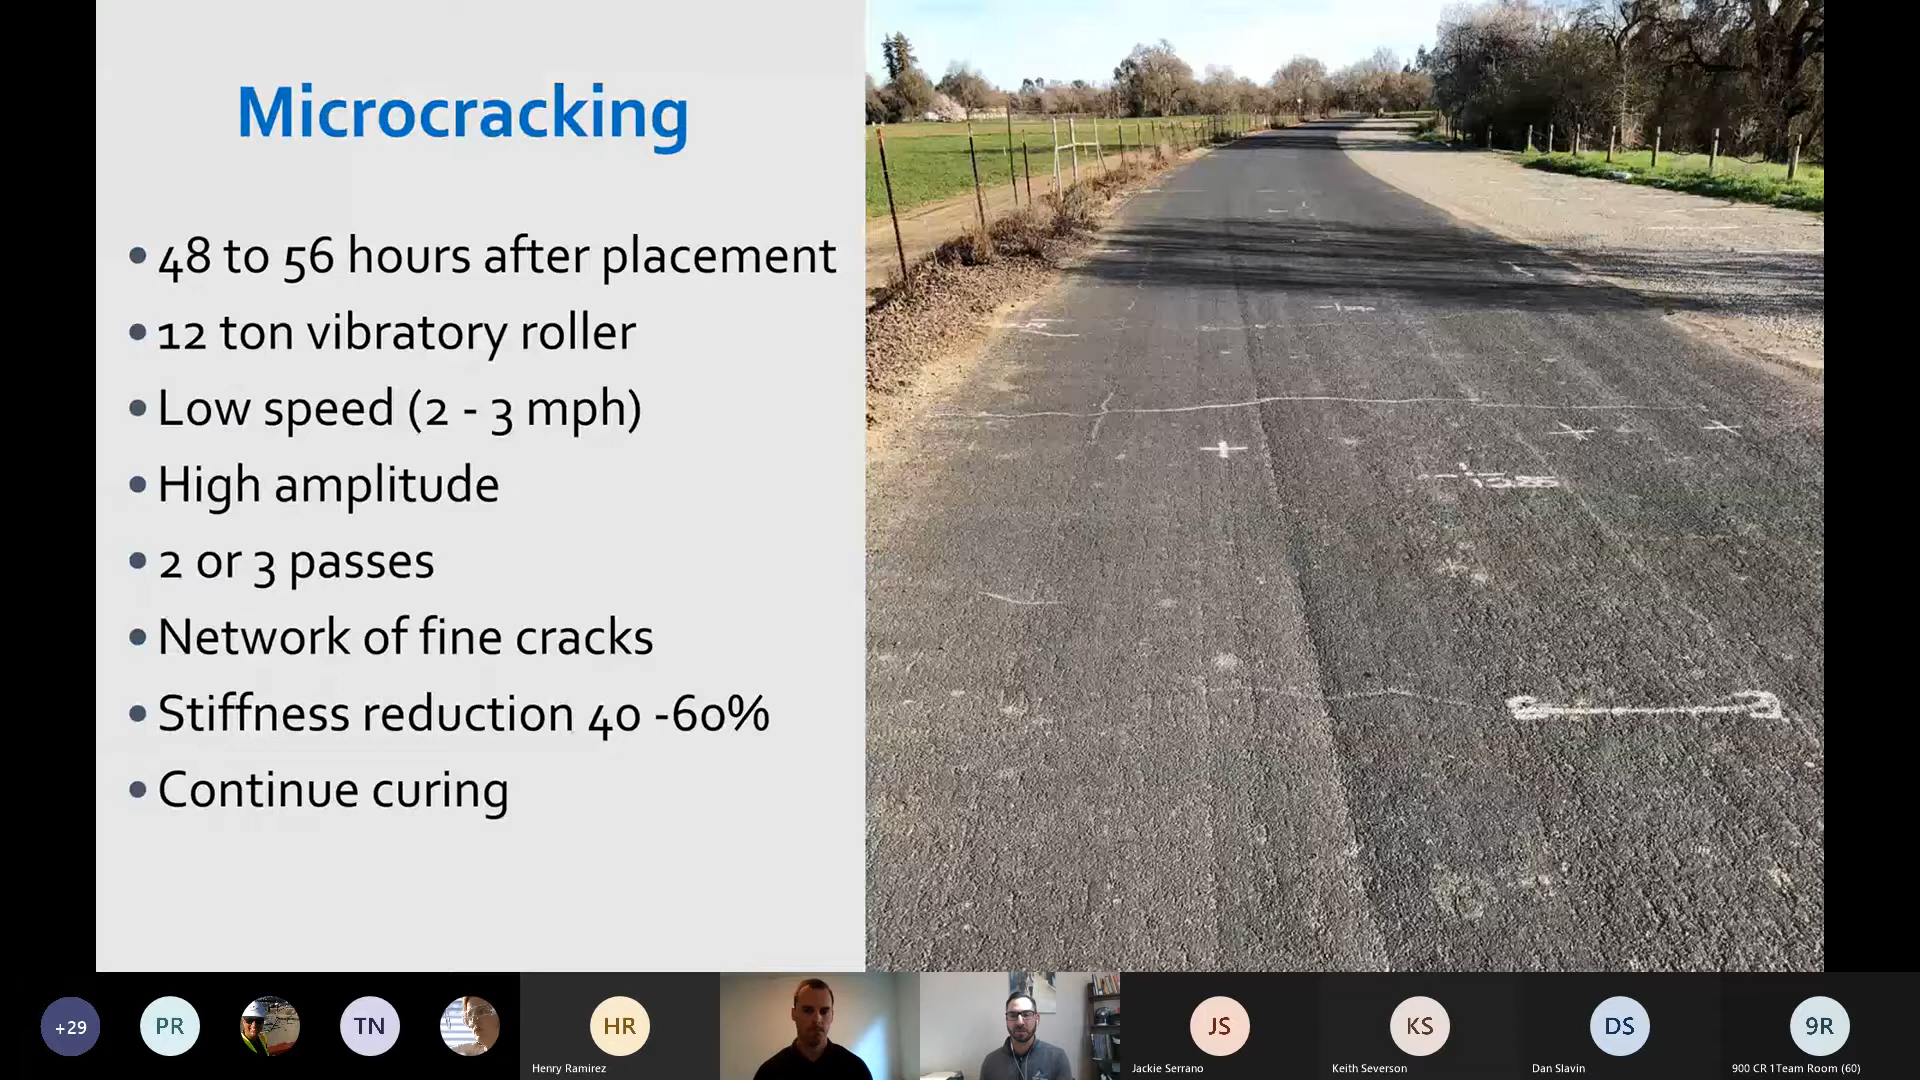 Microcracking
• 48 to 56 hours after placement
• 12 ton vibratory roller
• Low speed (2 - 3 mph)
• High amplitude
• 2 or 3 passes
• Network of fine cracks
• Stiffness reduction 40 -60%
• Continue curing
+29
PR
TN
HR
JS
KS
DS
9R
Henry Ramirez
Jackie Serrano
Keith Severson
Dan Slavin
900 CR 1Team Room (60)